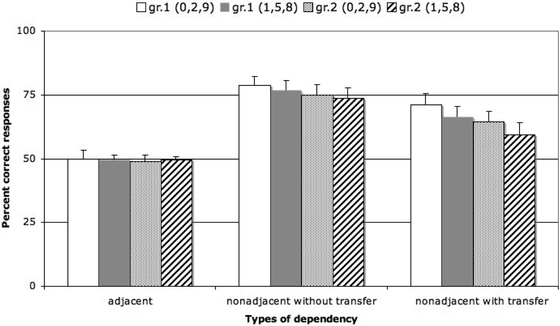 gr.1 (0,2,9) gr.1 (1,5,8) gr.2 (0,2,9) gr.2 (1,5,8)
100
75
50
25
0
Percent correct responses
adjacent nonadjacent without transfer nonadjacent with transfer
Types of dependency